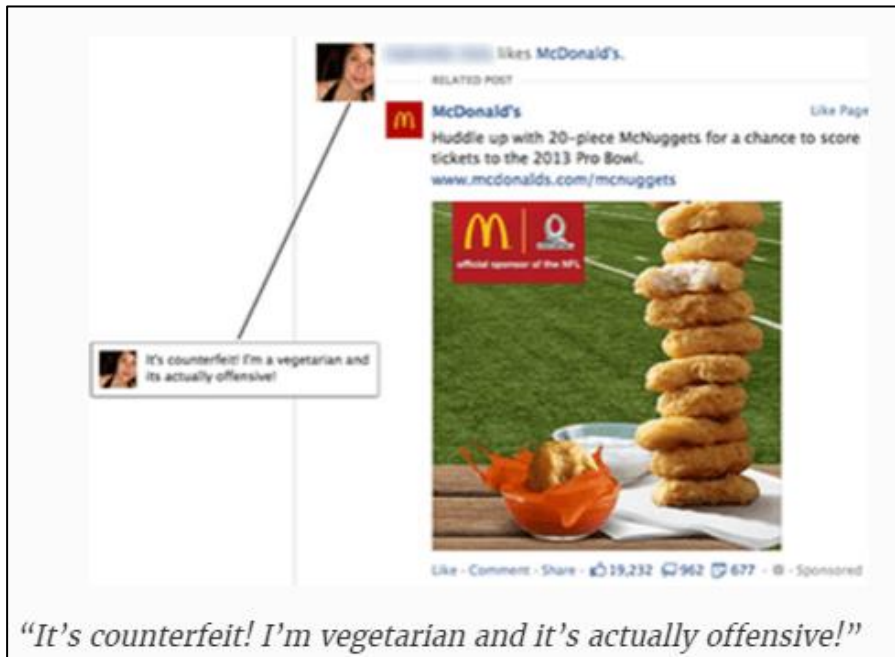 likes McDonald's.
RELATED POST
McDonald's
Like Page
Huddle up with 20-piece McNuggets for a chance to score
tickets to the 2013 Pro Bowl.
www.mcdonalds.com/mcnuggets
official sponsor of the NFL
It's counterfeit! I'm a vegetarian and
its actually offensive!
Like · Comment · Share · 19,232 962 677 · Sponsored
“It’s counterfeit! I’m vegetarian and it’s actually offensive!”